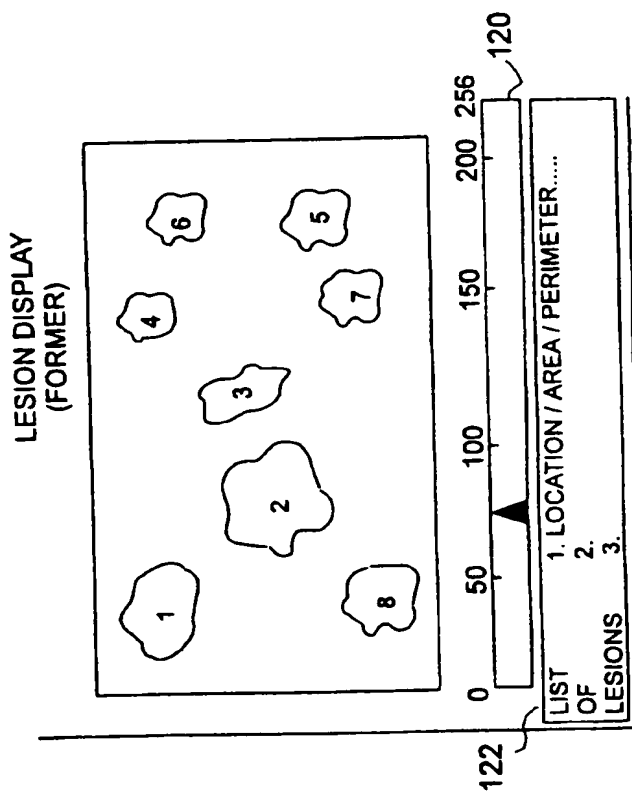 LESION DISPLAY
(FORMER)
1
2
3
4
5
6
7
8
0 50 100 150 200 256
120
122
LIST
OF
LESIONS
1. LOCATION / AREA / PERIMETER.....
2.
3.